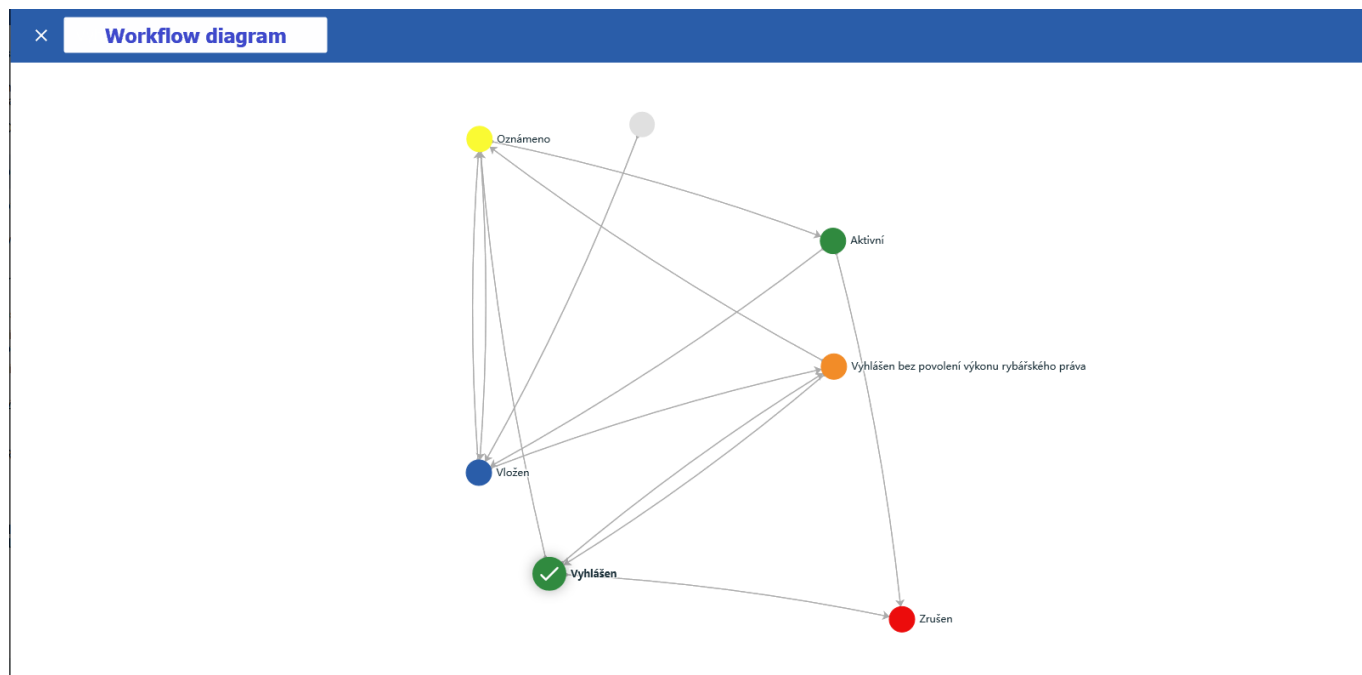 Workflow diagram
Oznámeno
Aktivní
Vyhlášen bez povolení výkonu rybářského práva
Vložen
Vyhlášen
Zrušen